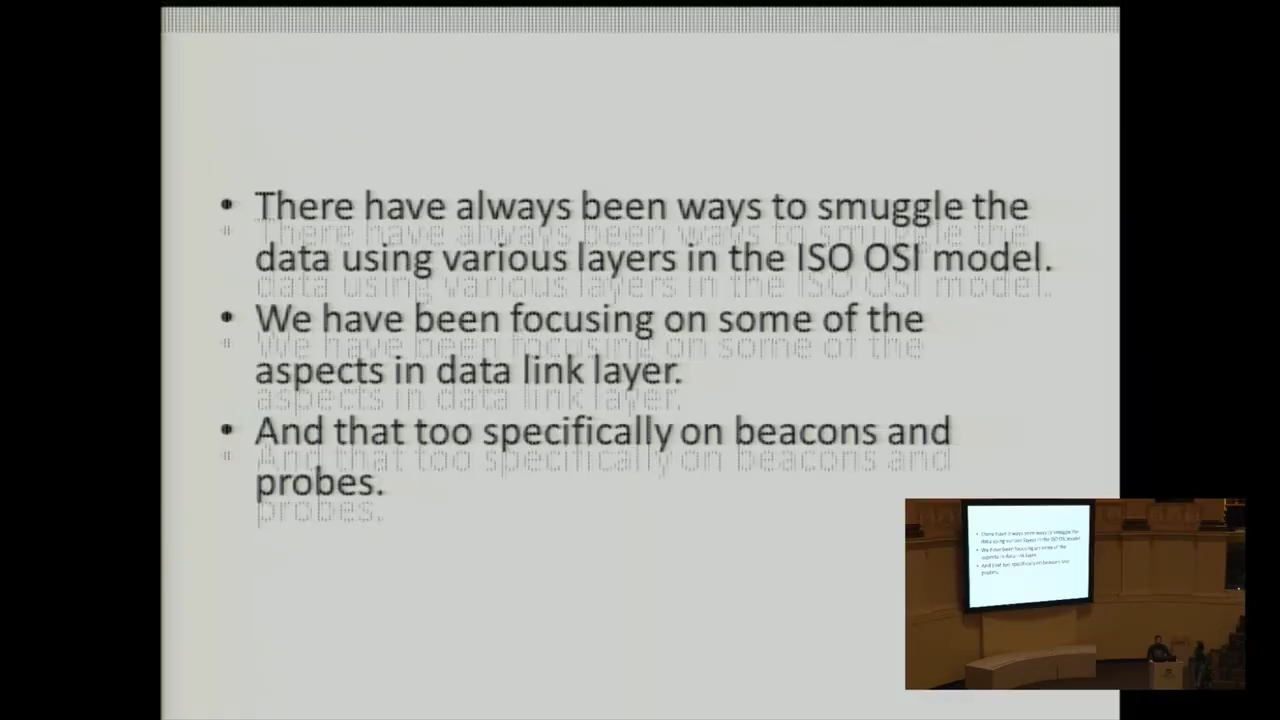 • There have always been ways to smuggle the
data using various layers in the ISO OSI model.
• We have been focusing on some of the
aspects in data link layer.
• And that too specifically on beacons and
probes.